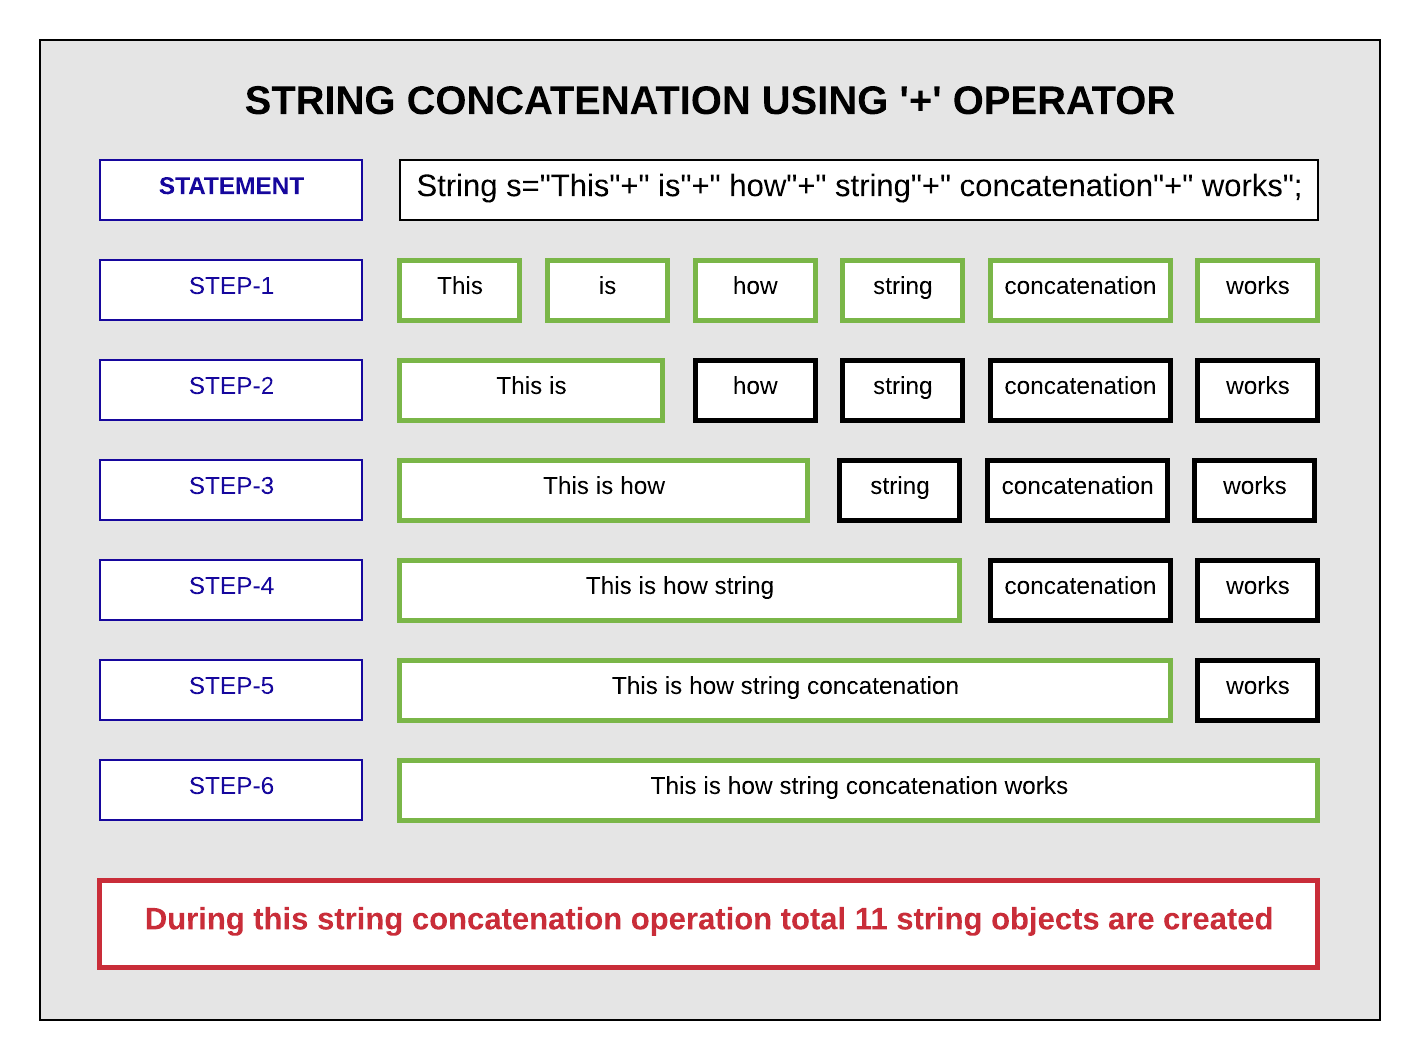 STRING CONCATENATION USING '+' OPERATOR
STATEMENT
String s="This"+" is"+" how"+" string"+" concatenation"+" works";
STEP-1
This
is
how
string
concatenation
works
STEP-2
This is
how
string
concatenation
works
STEP-3
This is how
string
concatenation
works
STEP-4
This is how string
concatenation
works
STEP-5
This is how string concatenation
works
STEP-6
This is how string concatenation works
During this string concatenation operation total 11 string objects are created